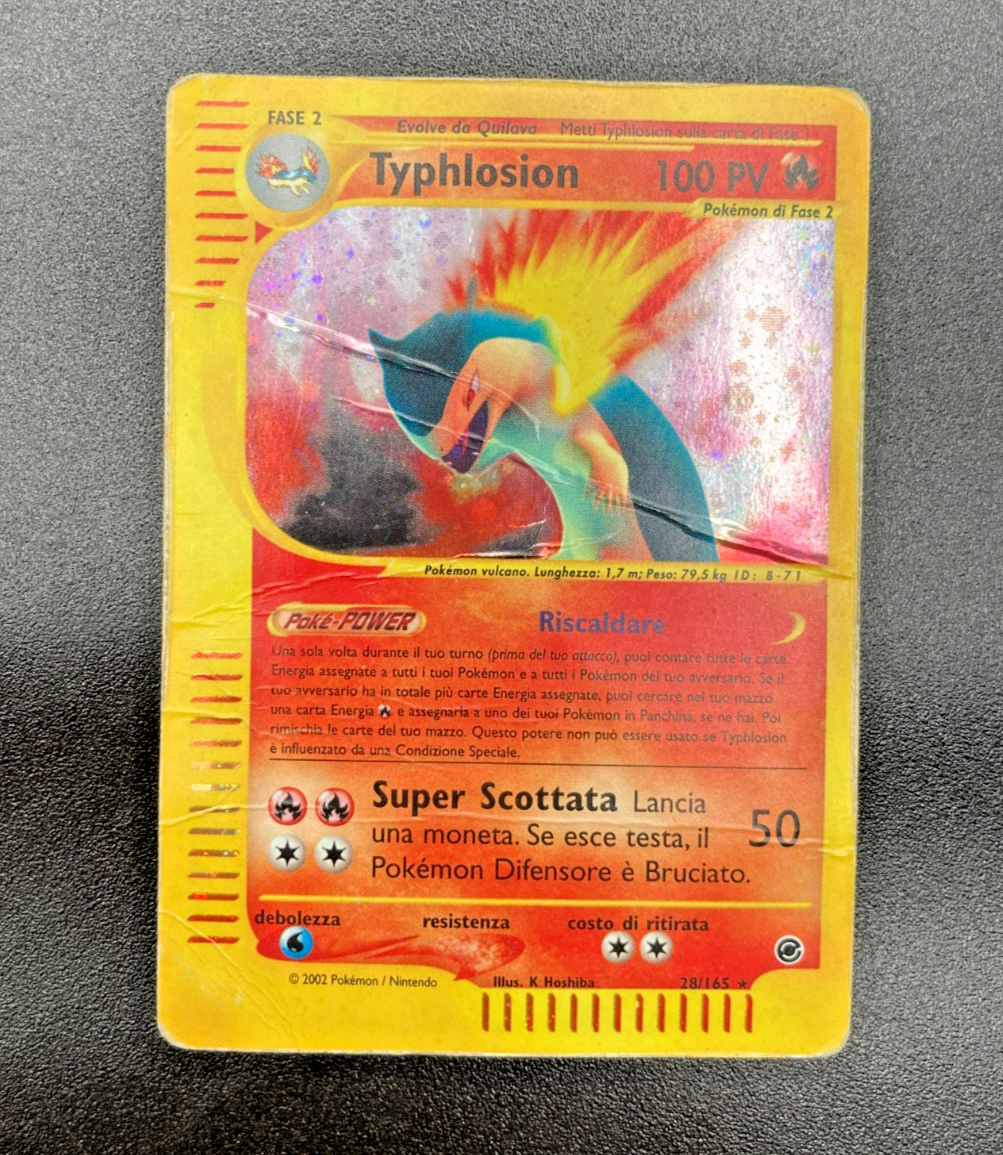 FASE 2
Evolve da Quilava Metti Typhlosion sulla carta di Fase 1
Typhlosion 100 PV
Pokémon di Fase 2
Pokémon vulcano. Lunghezza: 1,7 m; Peso: 79,5 kg ID: B-71
Poké-POWER Riscaldare
Una sola volta durante il tuo turno (prima del tuo attacco), puoi contare tutte le carte
Energia assegnate a tutti i tuoi Pokémon e a tutti i Pokémon del tuo avversario. Se il
tuo avversario ha in totale più carte Energia assegnate, puoi cercare nel tuo mazzo
una carta Energia e assegnarla a uno dei tuoi Pokémon in Panchina, se ne hai. Poi
rimischia le carte del tuo mazzo. Questo potere non può essere usato se Typhlosion
è influenzato da una Condizione Speciale.
Super Scottata Lancia
una moneta. Se esce testa, il 50
Pokémon Difensore è Bruciato.
debolezza resistenza costo di ritirata
© 2002 Pokémon / Nintendo Illus. K Hoshiba 28/165 ★